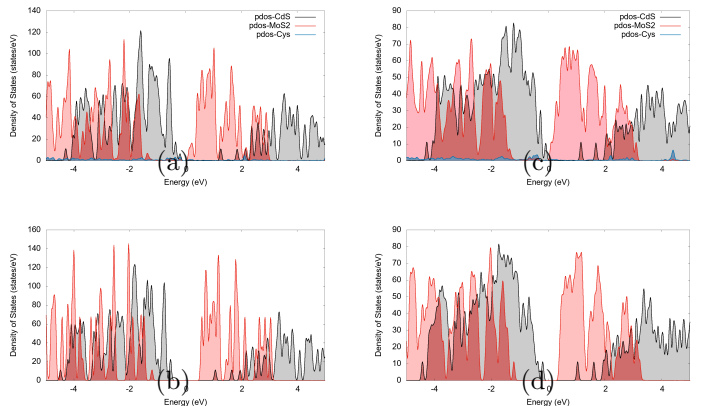 140
120
100
80
60
40
20
0
Density of States (states/eV)
pdos-CdS
pdos-MoS2
pdos-Cys
-4 -2 0 2 4
Energy (eV)
(a)
90
80
70
60
50
40
30
20
10
0
Density of States (states/eV)
pdos-CdS
pdos-MoS2
pdos-Cys
-4 -2 0 2 4
Energy (eV)
(c)
160
140
120
100
80
60
40
20
0
Density of States (states/eV)
-4 -2 0 2 4
Energy (eV)
(b)
90
80
70
60
50
40
30
20
10
0
Density of States (states/eV)
-4 -2 0 2 4
Energy (eV)
(d)